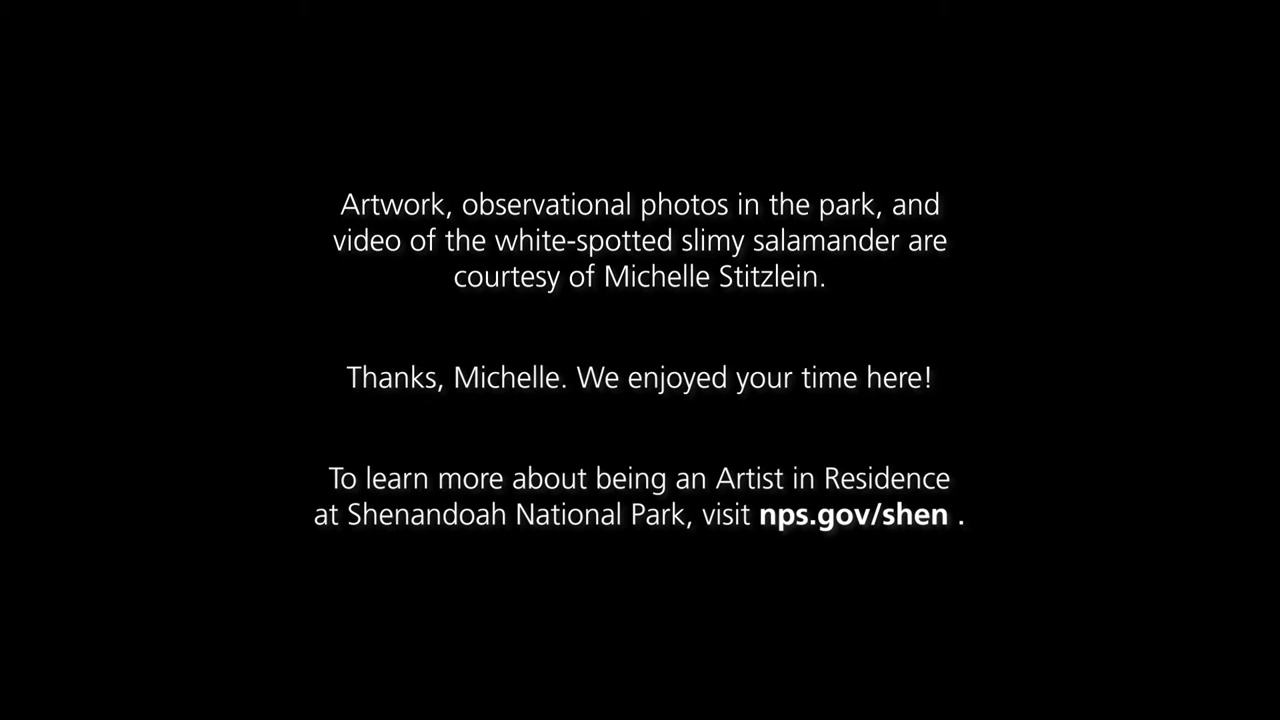 Artwork, observational photos in the park, and
video of the white-spotted slimy salamander are
courtesy of Michelle Stitzlein.
Thanks, Michelle. We enjoyed your time here!
To learn more about being an Artist in Residence
at Shenandoah National Park, visit nps.gov/shen .